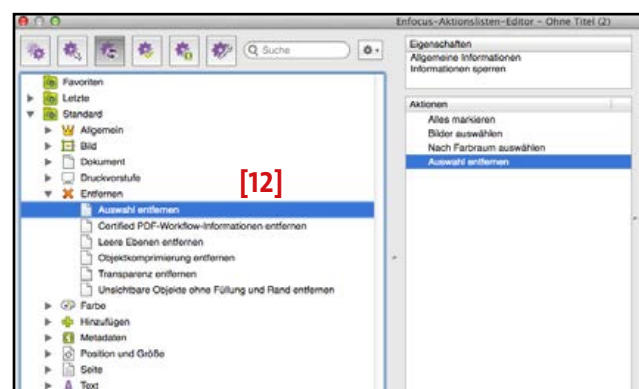 Enfocus-Aktionslisten-Editor - Ohne Titel (2)
Suche
Favoriten
Letzte
Standard
Allgemein
Bild
Dokument
Druckvorstufe
Entfernen
[12]
Auswahl entfernen
Certified PDF-Workflow-Informationen entfernen
Leere Ebenen entfernen
Objektkomprimierung entfernen
Transparenz entfernen
Unsichtbare Objekte ohne Füllung und Rand entfernen
Farbe
Hinzufügen
Metadaten
Position und Größe
Seite
Text
Eigenschaften
Allgemeine Informationen
Informationen sperren
Aktionen
Alles markieren
Bilder auswählen
Nach Farbraum auswählen
Auswahl entfernen